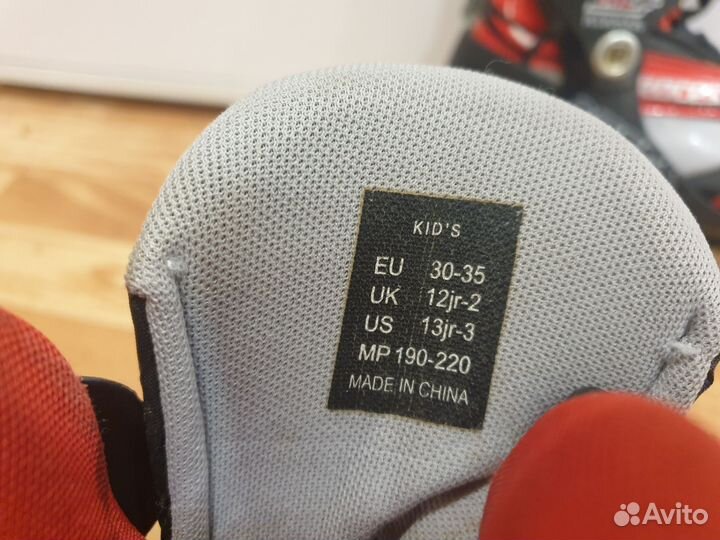 KID'S
EU 30-35
UK 12jr-2
US 13jr-3
MP 190-220
MADE IN CHINA
Avito